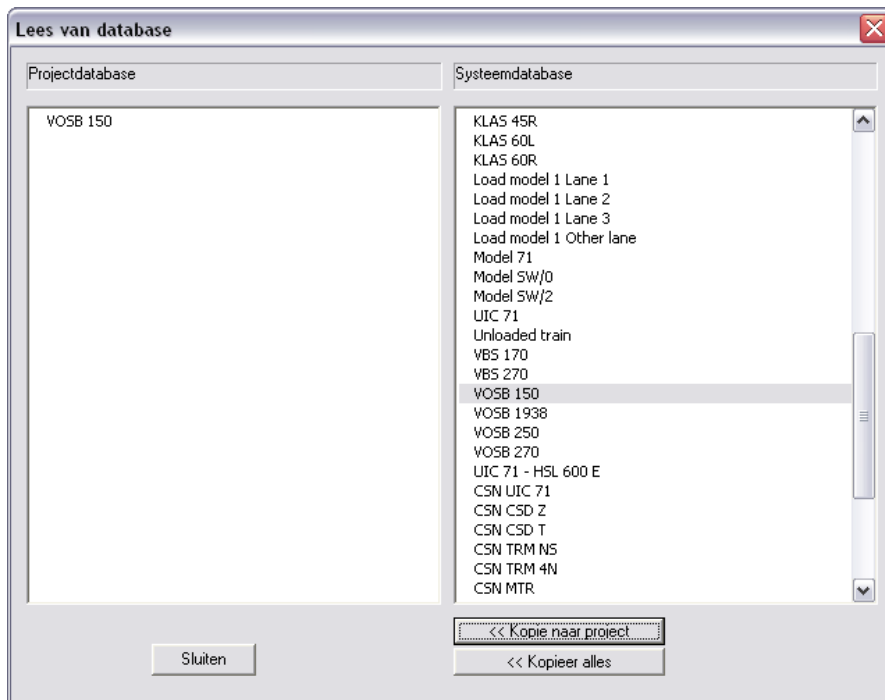 Lees van database
Projectdatabase
VOSB 150
Systeemdatabase
KLAS 45R
KLAS 60L
KLAS 60R
Load model 1 Lane 1
Load model 1 Lane 2
Load model 1 Lane 3
Load model 1 Other lane
Model 71
Model SW/0
Model SW/2
UIC 71
Unloaded train
VBS 170
VBS 270
VOSB 150
VOSB 1938
VOSB 250
VOSB 270
UIC 71 - HSL 600 E
CSN UIC 71
CSN CSD Z
CSN CSD T
CSN TRM NS
CSN TRM 4N
CSN MTR
<< Kopie naar project
Sluiten
<< Kopieer alles